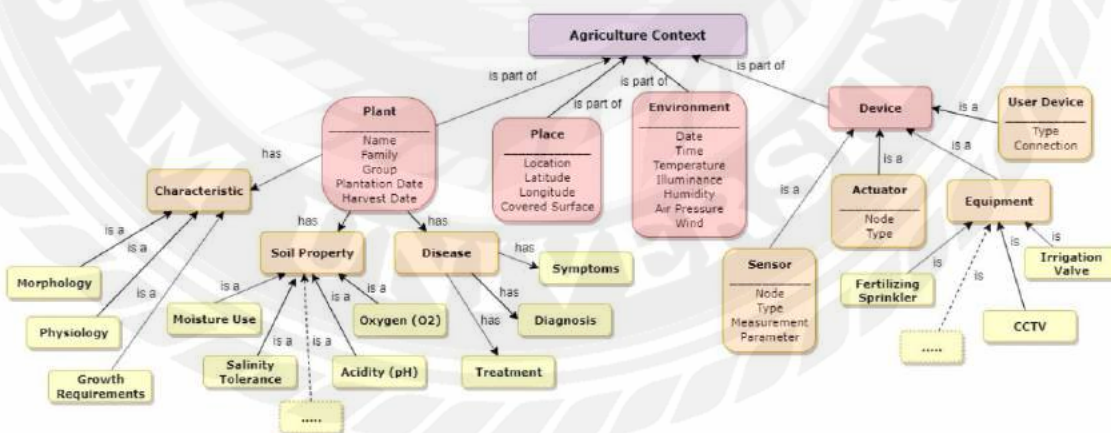 Agriculture Context
is part of
is part of
is part of
is part of
Plant
Name
Family
Group
Plantation Date
Harvest Date
Place
Location
Latitude
Longitude
Covered Surface
Environment
Date
Time
Temperature
Illuminance
Humidity
Air Pressure
Wind
Device
is a
User Device
Type
Connection
has
Characteristic
is a
is a
is a
Morphology
Physiology
Growth
Requirements
has
has
Soil Property
Disease
is a
is a
is a
is a
Moisture Use
Salinity
Tolerance
Acidity (pH)
Oxygen (O2)
.....
has
has
has
Symptoms
Diagnosis
Treatment
is a
is a
is a
Sensor
Node
Type
Measurement
Parameter
Actuator
Node
Type
Equipment
is
is
is
is
Fertilizing
Sprinkler
.....
CCTV
Irrigation
Valve